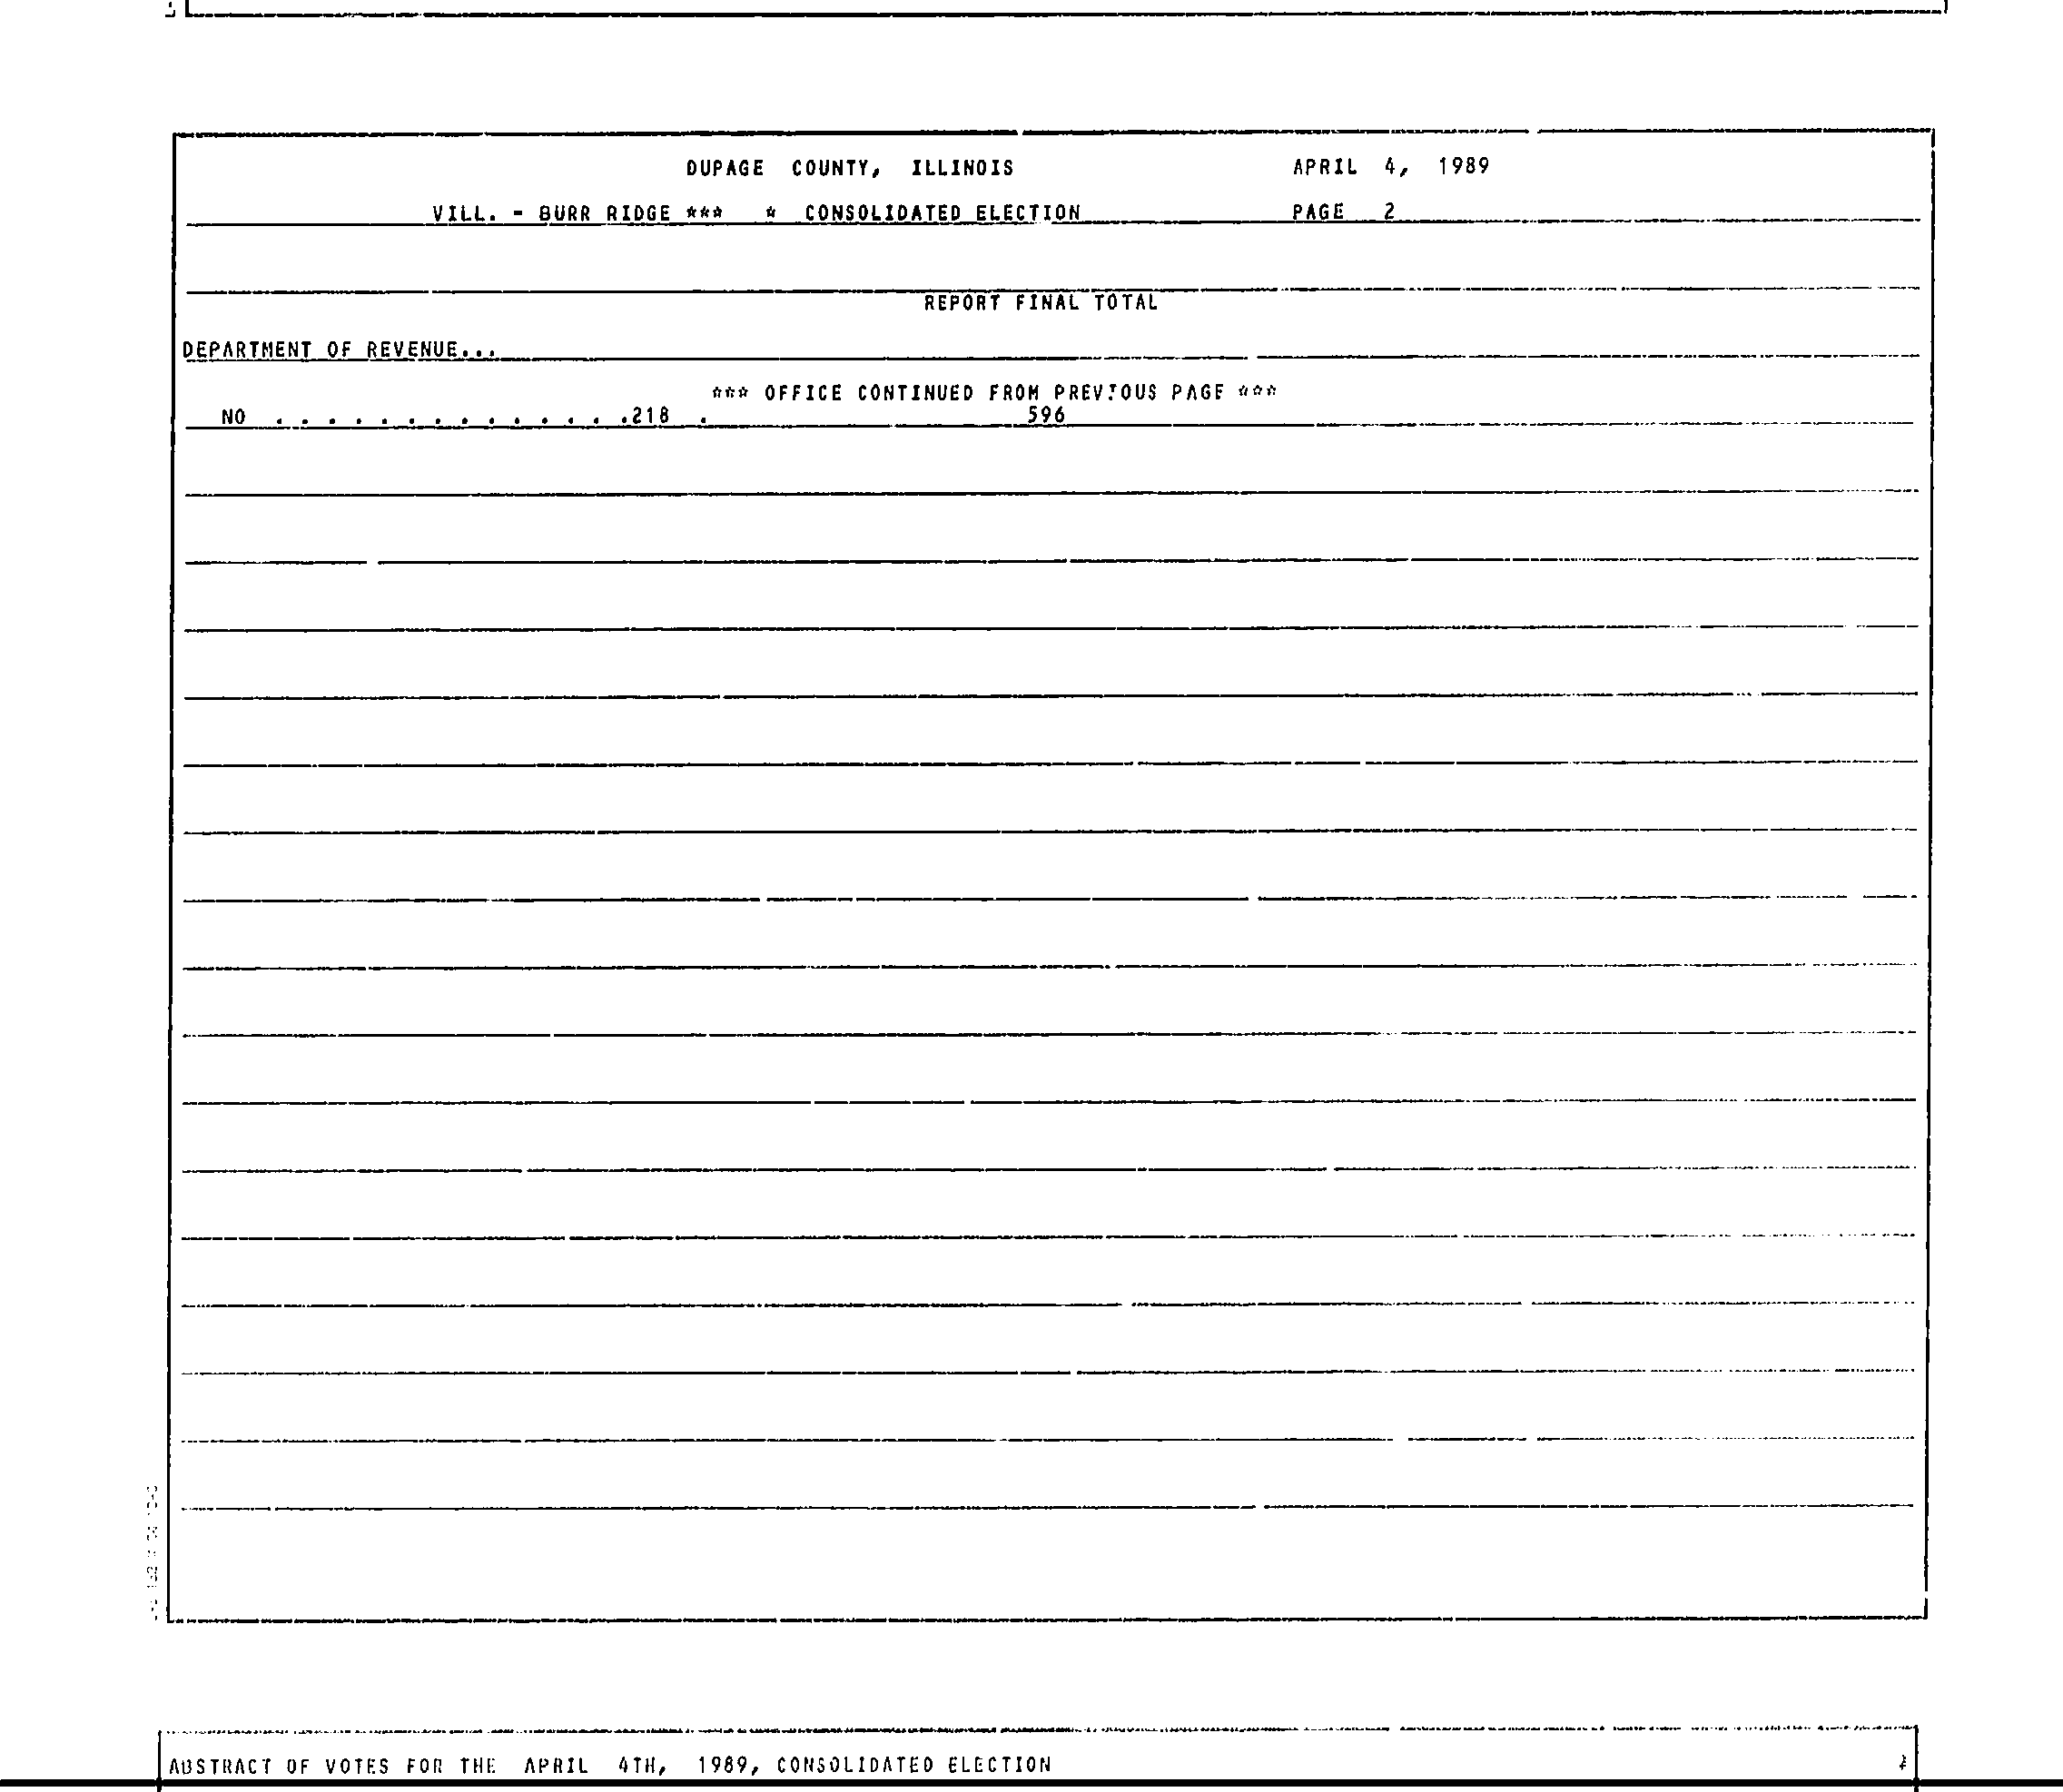 DUPAGE COUNTY, ILLINOIS APRIL 4, 1989
VILL. - BURR RIDGE *** * CONSOLIDATED ELECTION PAGE 2
REPORT FINAL TOTAL
DEPARTMENT OF REVENUE...
*** OFFICE CONTINUED FROM PREVIOUS PAGE ***
NO . . . . . . . . . . . . . .218 . 596
ABSTRACT OF VOTES FOR THE APRIL 4TH, 1989, CONSOLIDATED ELECTION